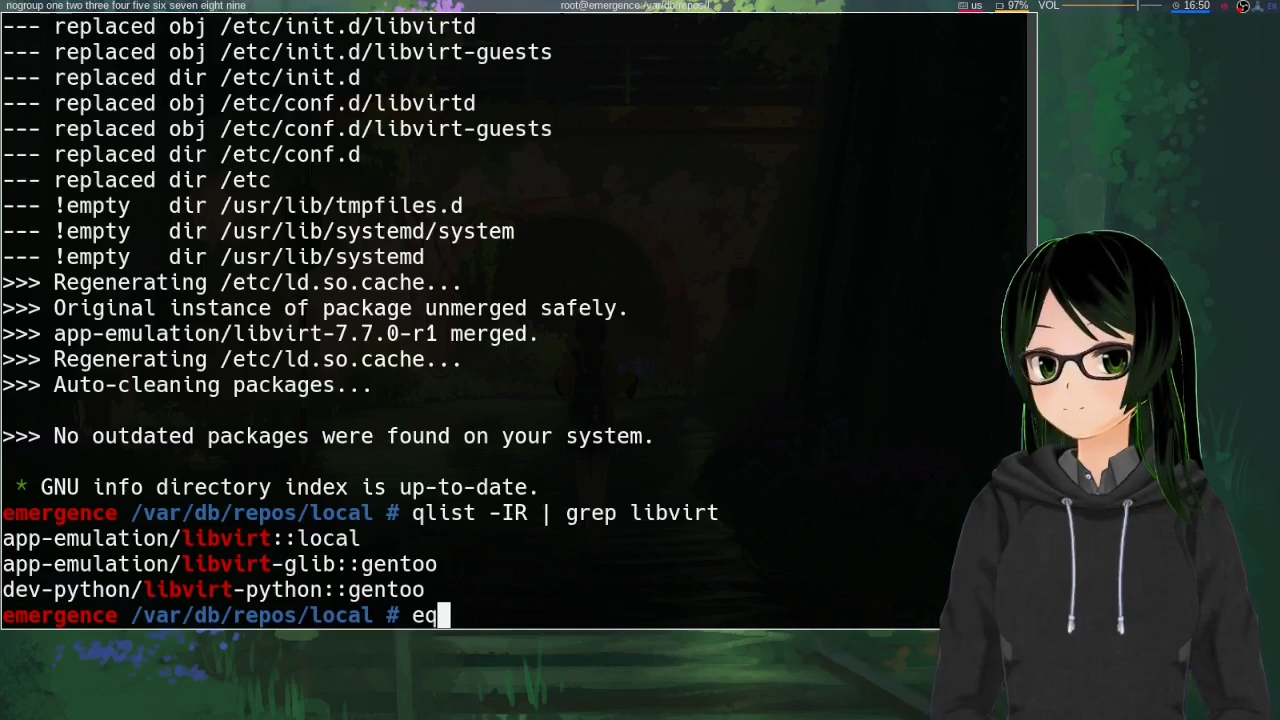 nogroup one two three four five six seven eight nine
root@emergence:/var/db/repos/l
us 97% VOL 16:50
--- replaced obj /etc/init.d/libvirtd
--- replaced obj /etc/init.d/libvirt-guests
--- replaced dir /etc/init.d
--- replaced obj /etc/conf.d/libvirtd
--- replaced obj /etc/conf.d/libvirt-guests
--- replaced dir /etc/conf.d
--- replaced dir /etc
--- !empty   dir /usr/lib/tmpfiles.d
--- !empty   dir /usr/lib/systemd/system
--- !empty   dir /usr/lib/systemd
>>> Regenerating /etc/ld.so.cache...
>>> Original instance of package unmerged safely.
>>> app-emulation/libvirt-7.7.0-r1 merged.
>>> Regenerating /etc/ld.so.cache...
>>> Auto-cleaning packages...
>>> No outdated packages were found on your system.
* GNU info directory index is up-to-date.
emergence /var/db/repos/local # qlist -IR | grep libvirt
app-emulation/libvirt::local
app-emulation/libvirt-glib::gentoo
dev-python/libvirt-python::gentoo
emergence /var/db/repos/local # eq